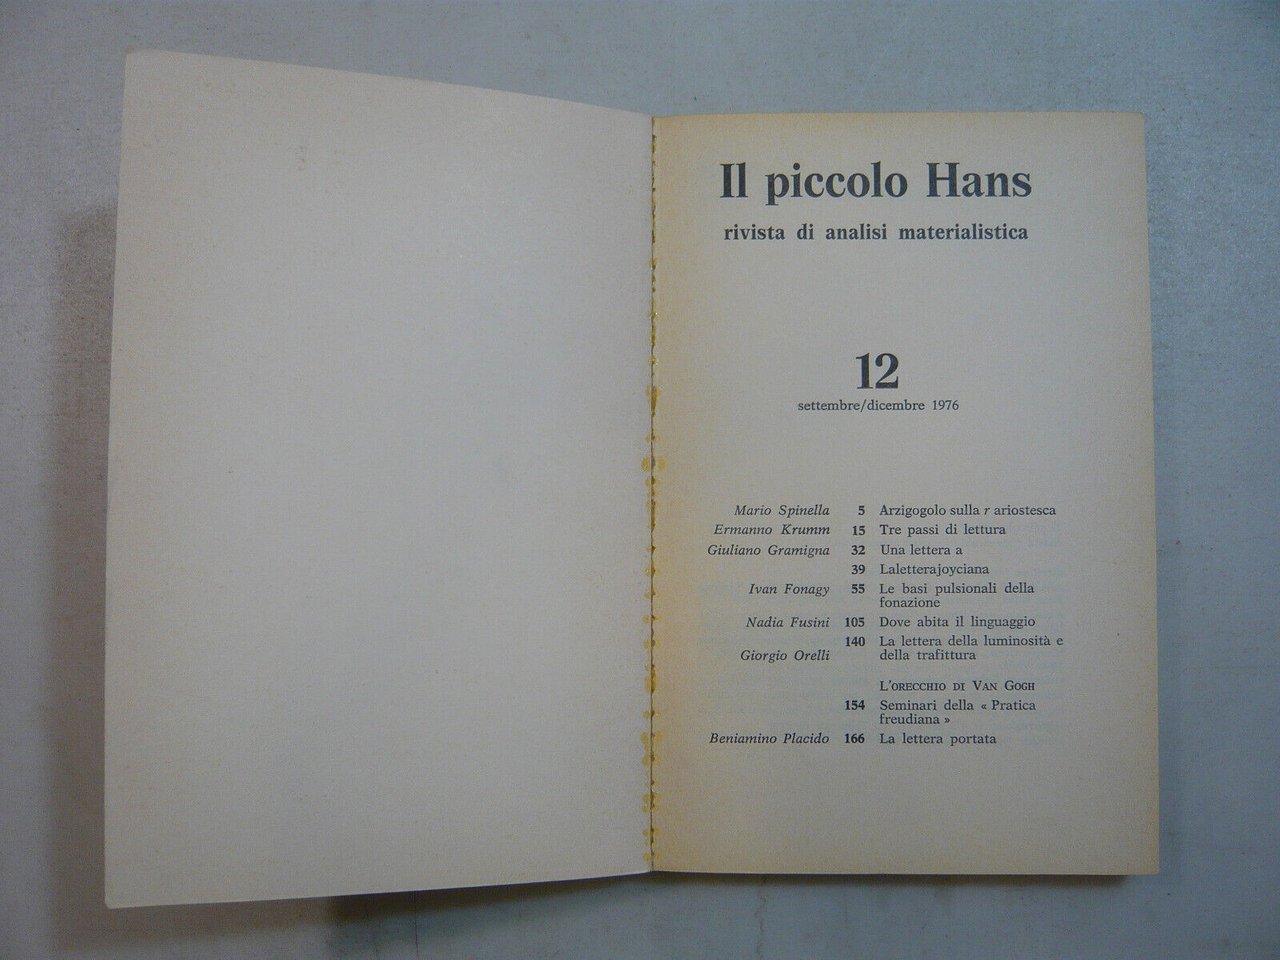 Il piccolo Hans
rivista di analisi materialistica
12
settembre/dicembre 1976
Mario Spinella 5 Arzigogolo sulla r ariostesca
Ermanno Krumm 15 Tre passi di lettura
Giuliano Gramigna 32 Una lettera a
39 Laletterajoyciana
Ivan Fonagy 55 Le basi pulsionali della
fonazione
Nadia Fusini 105 Dove abita il linguaggio
140 La lettera della luminosità e
Giorgio Orelli della trafittura
L'ORECCHIO DI VAN GOGH
154 Seminari della « Pratica
freudiana »
Beniamino Placido 166 La lettera portata